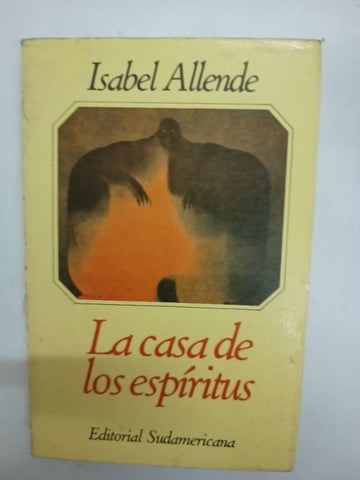 Isabel Allende
La casa de
los espíritus
Editorial Sudamericana